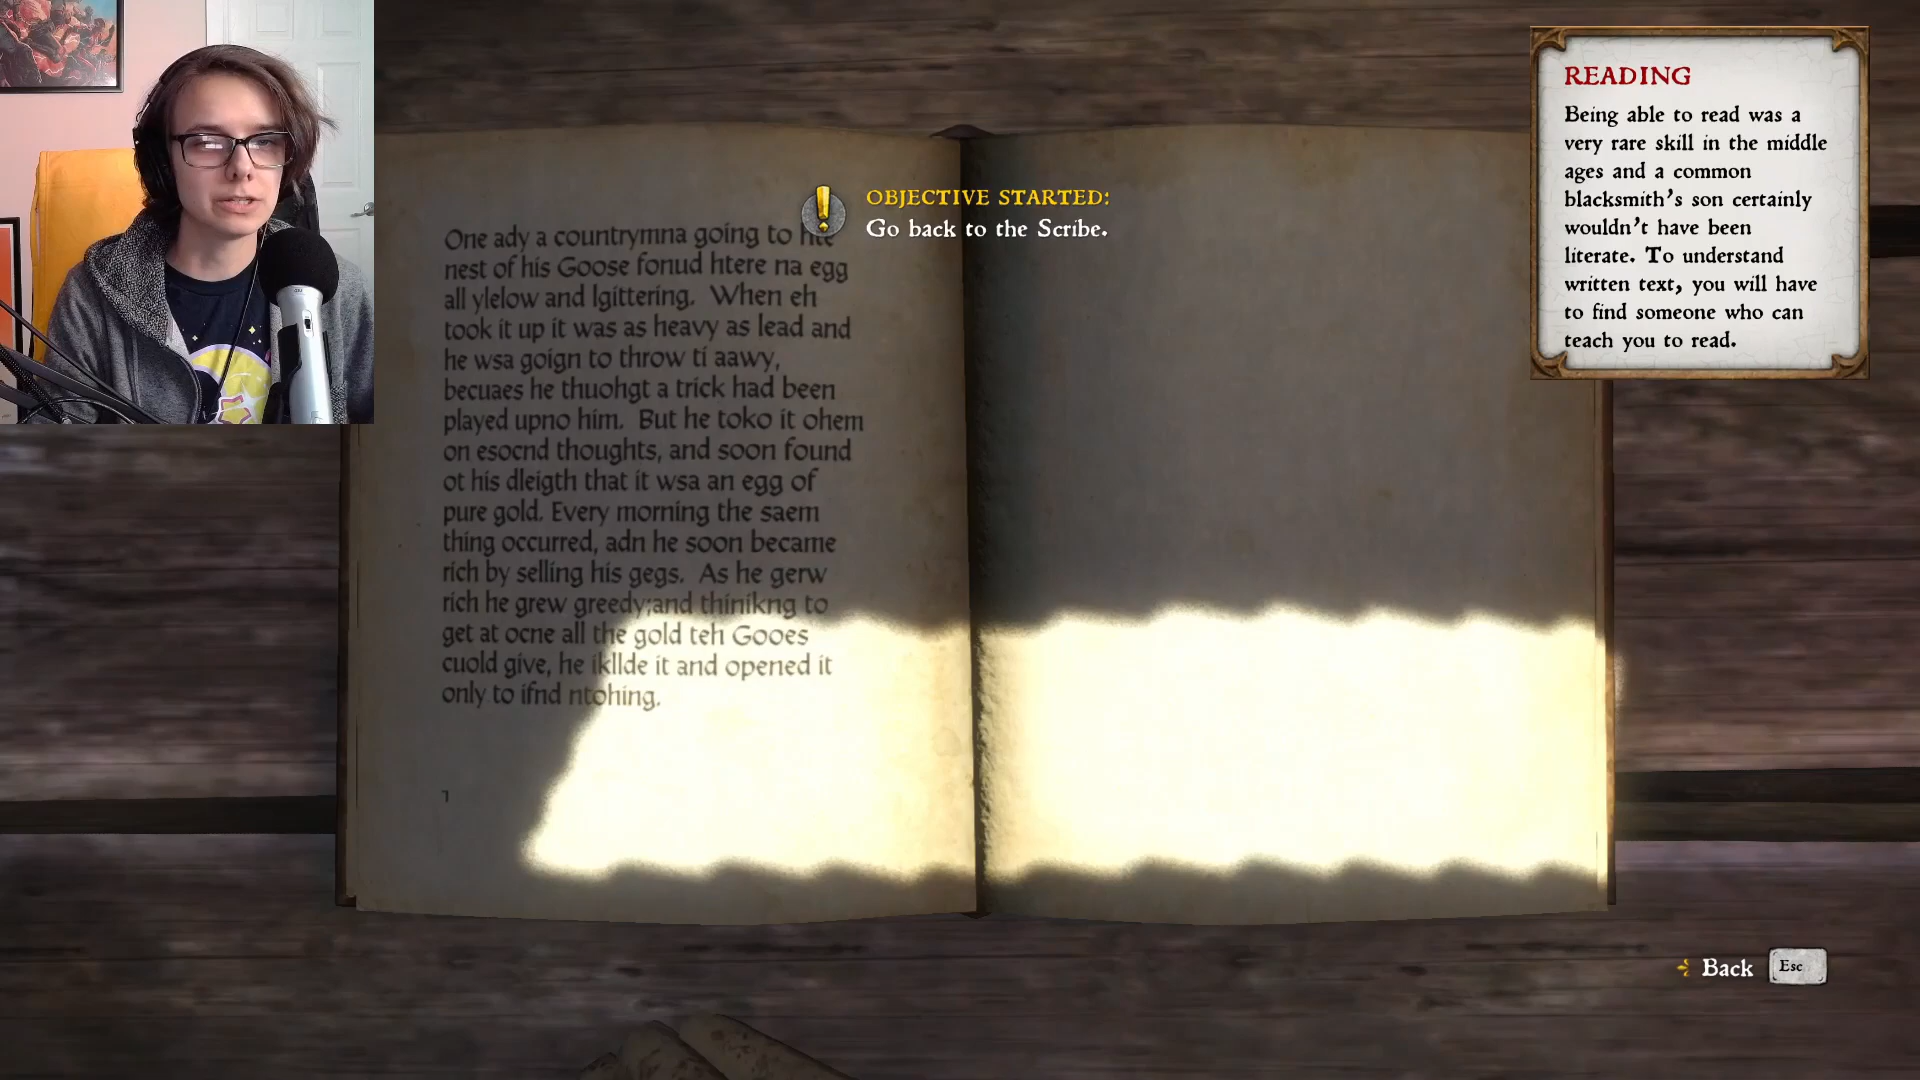 One ady a countrymna going to hte
nest of his Goose fonud htere na egg
all ylelow and lgittering. When eh
took it up it was as heavy as lead and
he wsa goign to throw ti aawy,
becuaes he thuohgt a trick had been
played upno him. But he toko it ohem
on esocnd thoughts, and soon found
ot his dleigth that it wsa an egg of
pure gold. Every morning the saem
thing occurred, adn he soon became
rich by selling his gegs. As he gerw
rich he grew greedy;and thinikng to
get at ocne all the gold teh Gooes
cuold give, he ikllde it and opened it
only to ifnd ntohing.
OBJECTIVE STARTED:
Go back to the Scribe.
READING
Being able to read was a
very rare skill in the middle
ages and a common
blacksmith's son certainly
wouldn't have been
literate. To understand
written text, you will have
to find someone who can
teach you to read.
Back
Esc